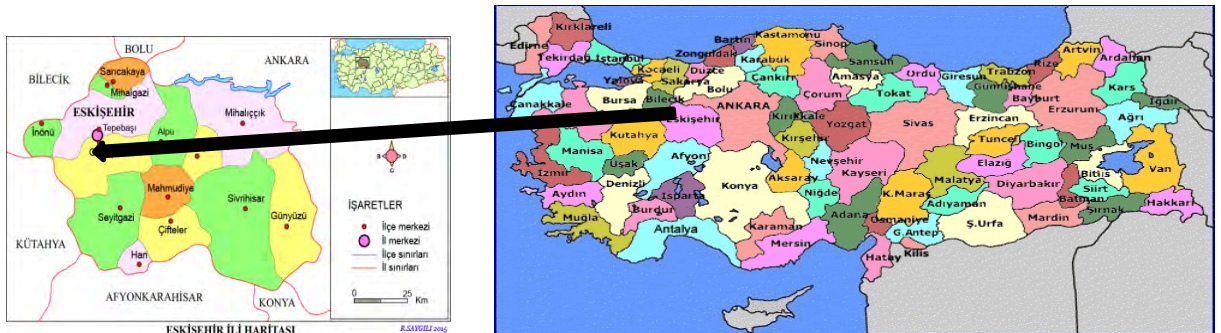 BOLU
BİLECİK
ANKARA
Sarıcakaya
Mihalgazi
ESKİŞEHİR
Tepebaşı
Mihalıççık
İnönü
Alpu
Mahmudiye
Seyitgazi
Sivrihisar
Çifteler
Günyüzü
KÜTAHYA
Han
AFYONKARAHİSAR
KONYA
B
D
G
İŞARETLER
İlçe merkezi
İl merkezi
İlçe sınırları
İl sınırları
0 25
Km
ESKİŞEHİR İLİ HARİTASI
R.SAYGILI 2015
Kırklareli
Edirne
Tekirdağ
İstanbul
Kocaeli
Yalova
Sakarya
Düzce
Zonguldak
Bartın
Karabük
Kastamonu
Sinop
Samsun
Çankırı
Bolu
Bursa
Bilecik
ANKARA
Çorum
Amasya
Ordu
Tokat
Giresun
Trabzon
Gümüşhane
Rize
Artvin
Ardahan
Kars
Bayburt
Erzurum
Iğdır
Ağrı
Çanakkale
Eskişehir
Kırıkkale
Yozgat
Sivas
Erzincan
Tunceli
Kutahya
Manisa
Uşak
Afyon
Kırşehir
Nevşehir
Kayseri
Elazığ
Bingol
Muş
Van
Bitlis
İzmir
Aydın
Denizli
Isparta
Konya
Aksaray
Niğde
Malatya
Diyarbakır
Batman
Siirt
Şırnak
Hakkari
K.Maraş
Adıyaman
Muğla
Burdur
Antalya
Karaman
Mersin
Adana
Osmaniye
G.Antep
Ş.Urfa
Mardin
Hatay
Kilis